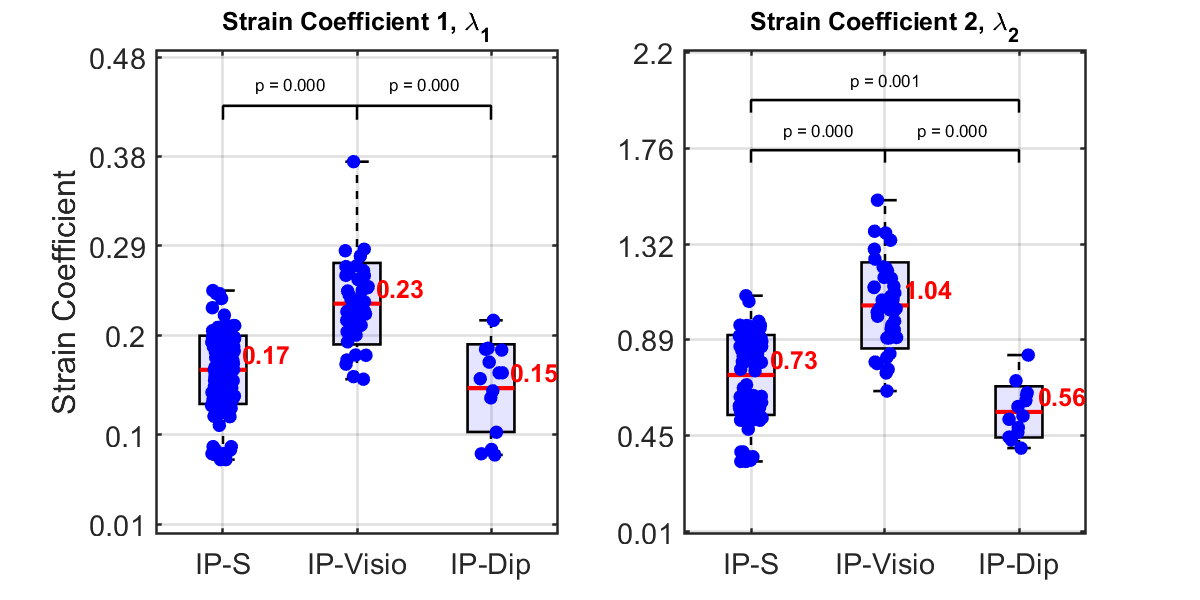 Strain Coefficient 1, λ1
Strain Coefficient
0.48
0.38
0.29
0.2
0.1
0.01
p = 0.000
p = 0.000
0.17
0.23
0.15
IP-S
IP-Visio
IP-Dip
Strain Coefficient 2, λ2
2.2
1.76
1.32
0.89
0.45
0.01
p = 0.001
p = 0.000
p = 0.000
0.73
1.04
0.56
IP-S
IP-Visio
IP-Dip